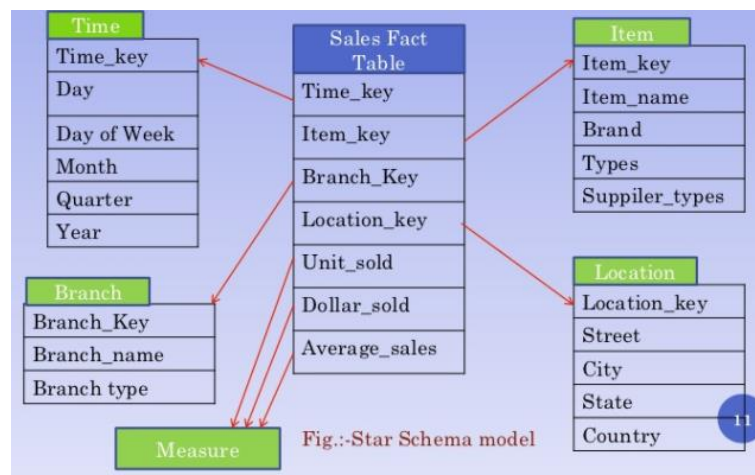 Time
Time_key
Day
Day of Week
Month
Quarter
Year
Sales Fact
Table
Time_key
Item_key
Branch_Key
Location_key
Unit_sold
Dollar_sold
Average_sales
Item
Item_key
Item_name
Brand
Types
Suppiler_types
Branch
Branch_Key
Branch_name
Branch type
Location
Location_key
Street
City
State
Country
Measure
Fig.:-Star Schema model
11